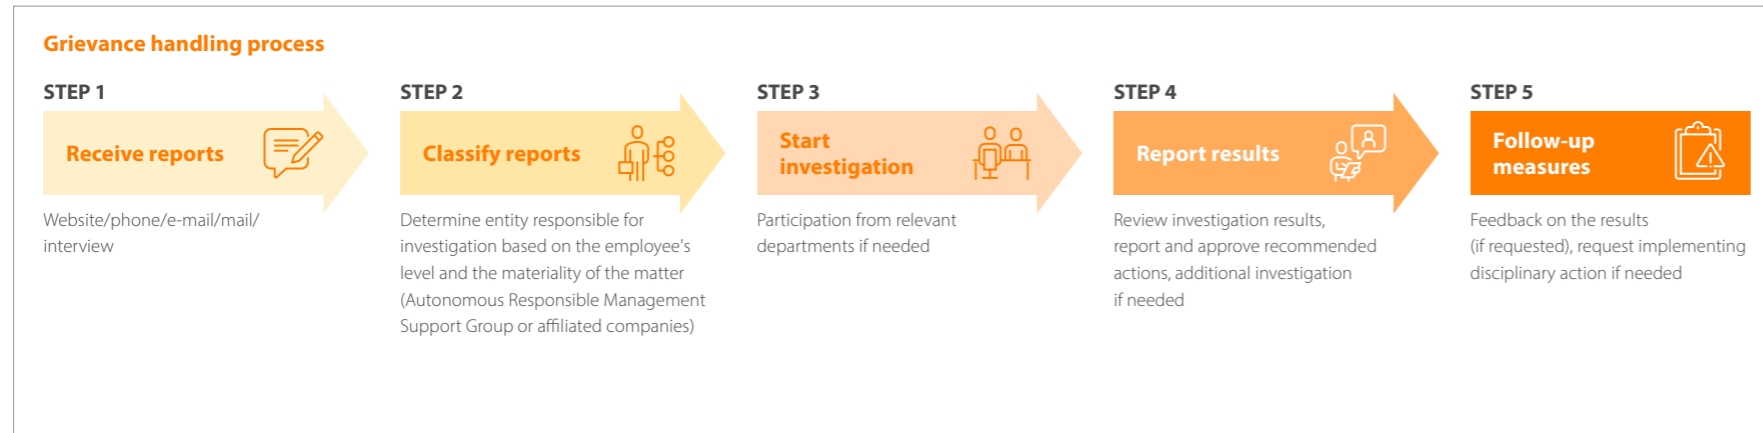 Grievance handling process
STEP 1
Receive reports
Website/phone/e-mail/mail/
interview
STEP 2
Classify reports
Determine entity responsible for
investigation based on the employee's
level and the materiality of the matter
(Autonomous Responsible Management
Support Group or affiliated companies)
STEP 3
Start
investigation
Participation from relevant
departments if needed
STEP 4
Report results
Review investigation results,
report and approve recommended
actions, additional investigation
if needed
STEP 5
Follow-up
measures
Feedback on the results
(if requested), request implementing
disciplinary action if needed